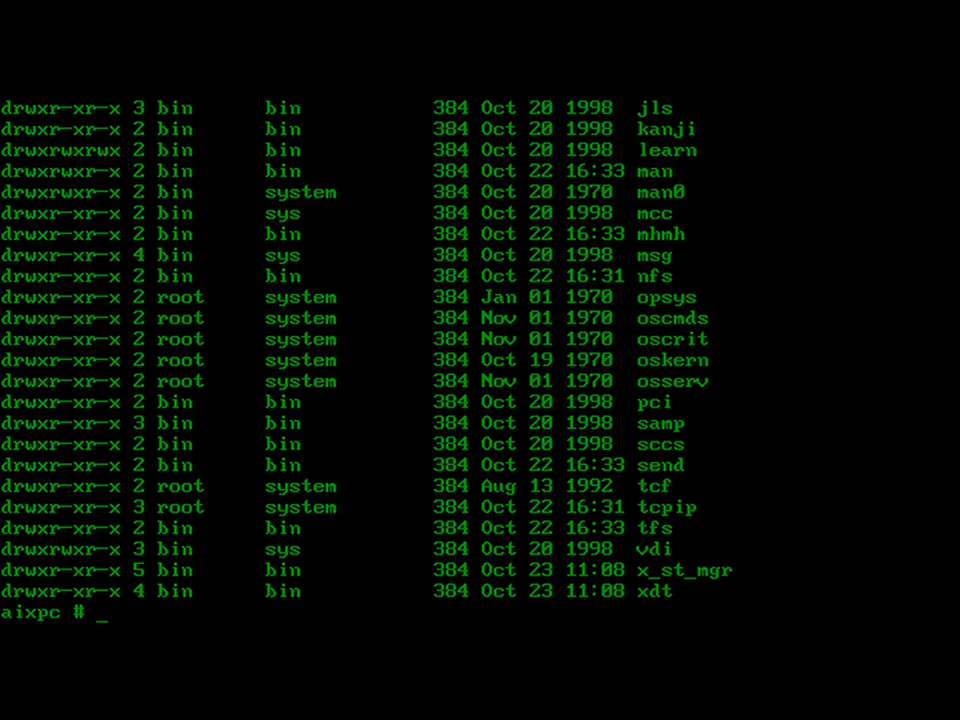 drwxr-xr-x 3 bin      bin           384 Oct 20 1998  jls
drwxr-xr-x 2 bin      bin           384 Oct 20 1998  kanji
drwxrwxrwx 2 bin      bin           384 Oct 20 1998  learn
drwxrwxr-x 2 bin      bin           384 Oct 22 16:33 man
drwxrwxr-x 2 bin      system        384 Oct 20 1970  man0
drwxr-xr-x 2 bin      sys           384 Oct 20 1998  mcc
drwxr-xr-x 2 bin      bin           384 Oct 22 16:33 mhmh
drwxr-xr-x 4 bin      sys           384 Oct 20 1998  msg
drwxr-xr-x 2 bin      bin           384 Oct 22 16:31 nfs
drwxr-xr-x 2 root     system        384 Jan 01 1970  opsys
drwxr-xr-x 2 root     system        384 Nov 01 1970  oscmds
drwxr-xr-x 2 root     system        384 Nov 01 1970  oscrit
drwxr-xr-x 2 root     system        384 Oct 19 1970  oskern
drwxr-xr-x 2 root     system        384 Nov 01 1970  osserv
drwxr-xr-x 2 bin      bin           384 Oct 20 1998  pci
drwxr-xr-x 3 bin      bin           384 Oct 20 1998  samp
drwxr-xr-x 2 bin      bin           384 Oct 20 1998  sccs
drwxr-xr-x 2 bin      bin           384 Oct 22 16:33 send
drwxr-xr-x 2 root     system        384 Aug 13 1992  tcf
drwxr-xr-x 3 root     system        384 Oct 22 16:31 tcpip
drwxr-xr-x 2 bin      bin           384 Oct 22 16:33 tfs
drwxrwxr-x 3 bin      sys           384 Oct 20 1998  vdi
drwxr-xr-x 5 bin      bin           384 Oct 23 11:08 x_st_mgr
drwxr-xr-x 4 bin      bin           384 Oct 23 11:08 xdt
aixpc # _